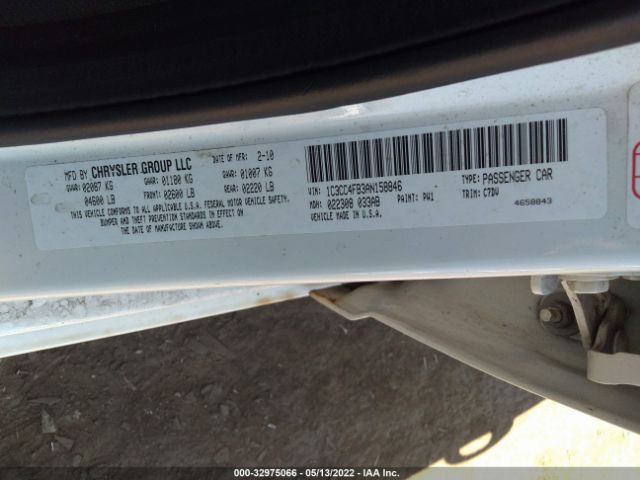 MFD BY CHRYSLER GROUP LLC DATE OF MFR: 2-10
GVWR: 02087 KG GAWR: 01180 KG GAWR: 01007 KG
04600 LB FRONT: 02600 LB REAR: 02220 LB
THIS VEHICLE CONFORMS TO ALL APPLICABLE U.S.A. FEDERAL MOTOR VEHICLE SAFETY,
BUMPER AND THEFT PREVENTION STANDARDS IN EFFECT ON
THE DATE OF MANUFACTURE SHOWN ABOVE.
VIN: 1C3CC4FB3AN158846 TYPE: PASSENGER CAR
MDH: 022308 033AB PAINT: PW1 TRIM: C7DV
VEHICLE MADE IN U.S.A. 4658843
000-32975066 - 05/13/2022 - IAA Inc.